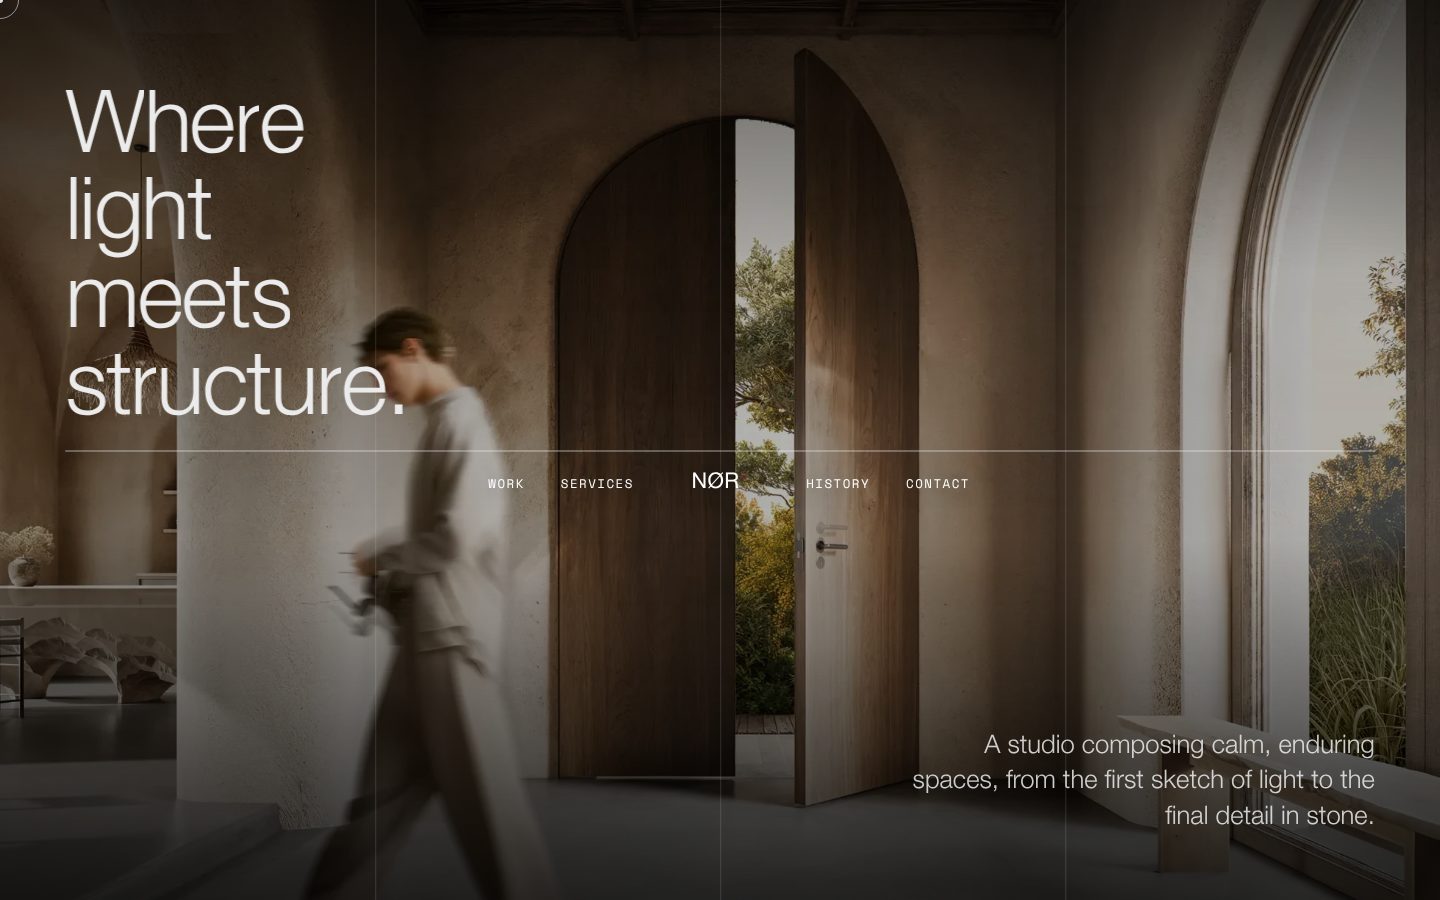 Where
light
meets
structure.
WORK SERVICES NØR HISTORY CONTACT
A studio composing calm, enduring
spaces, from the first sketch of light to the
final detail in stone.